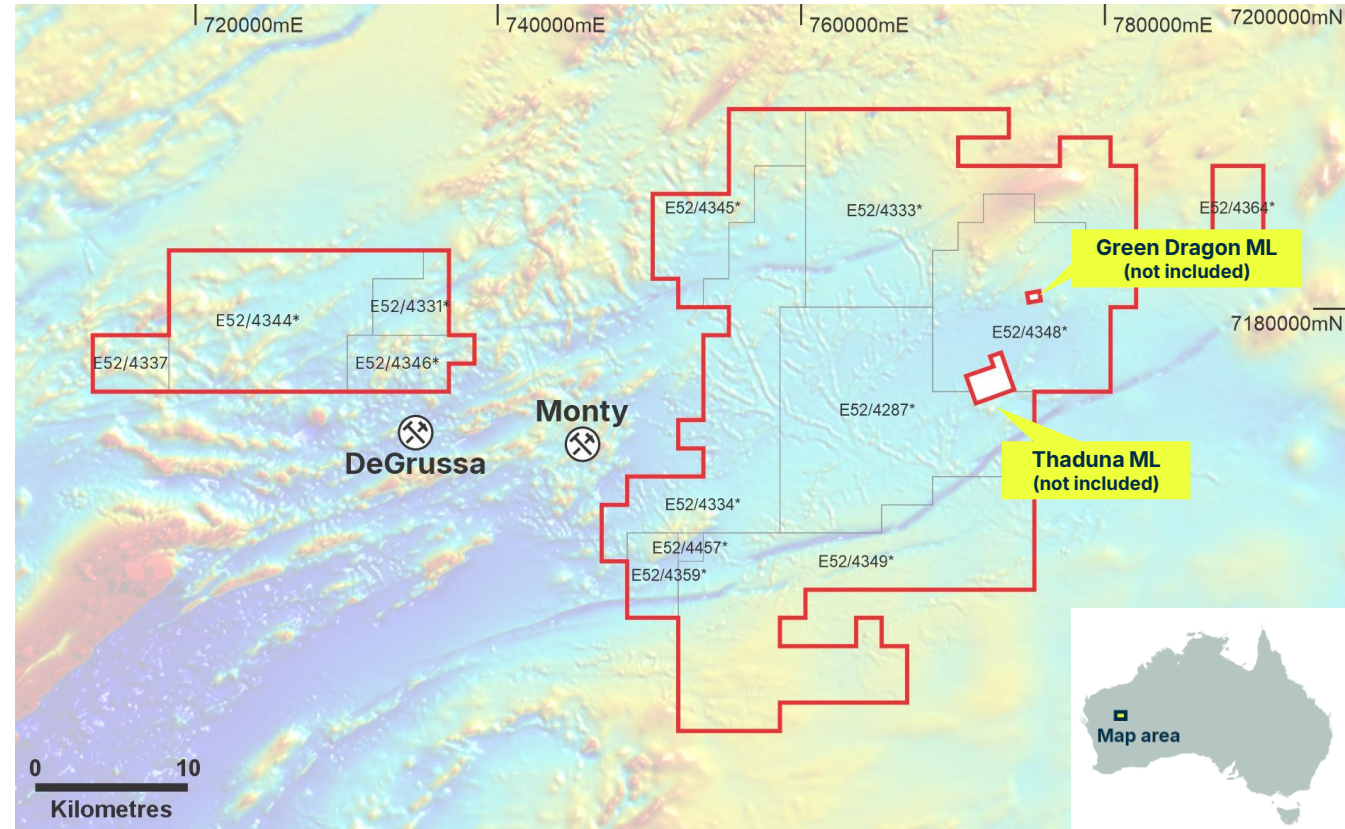 720000mE
740000mE
760000mE
780000mE
7200000mN
E52/4345*
E52/4333*
E52/4364*
Green Dragon ML
(not included)
E52/4331*
E52/4344*
7180000mN
E52/4348*
E52/4337
E52/4346*
Monty
E52/4287*
DeGrussa
Thaduna ML
(not included)
E52/4334*
E52/4457*
E52/4349*
E52/4359*
Map area
0 10
Kilometres